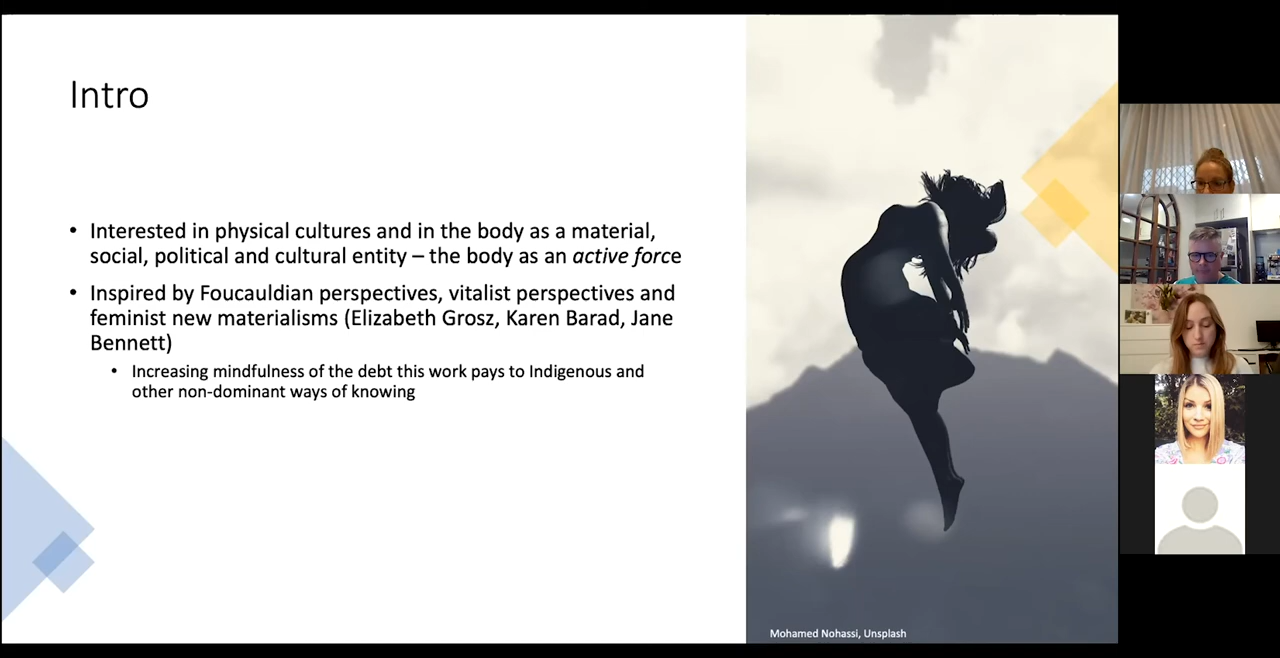 Intro
• Interested in physical cultures and in the body as a material,
social, political and cultural entity – the body as an active force
• Inspired by Foucauldian perspectives, vitalist perspectives and
feminist new materialisms (Elizabeth Grosz, Karen Barad, Jane
Bennett)
• Increasing mindfulness of the debt this work pays to Indigenous and
other non-dominant ways of knowing
Mohamed Nohassi, Unsplash